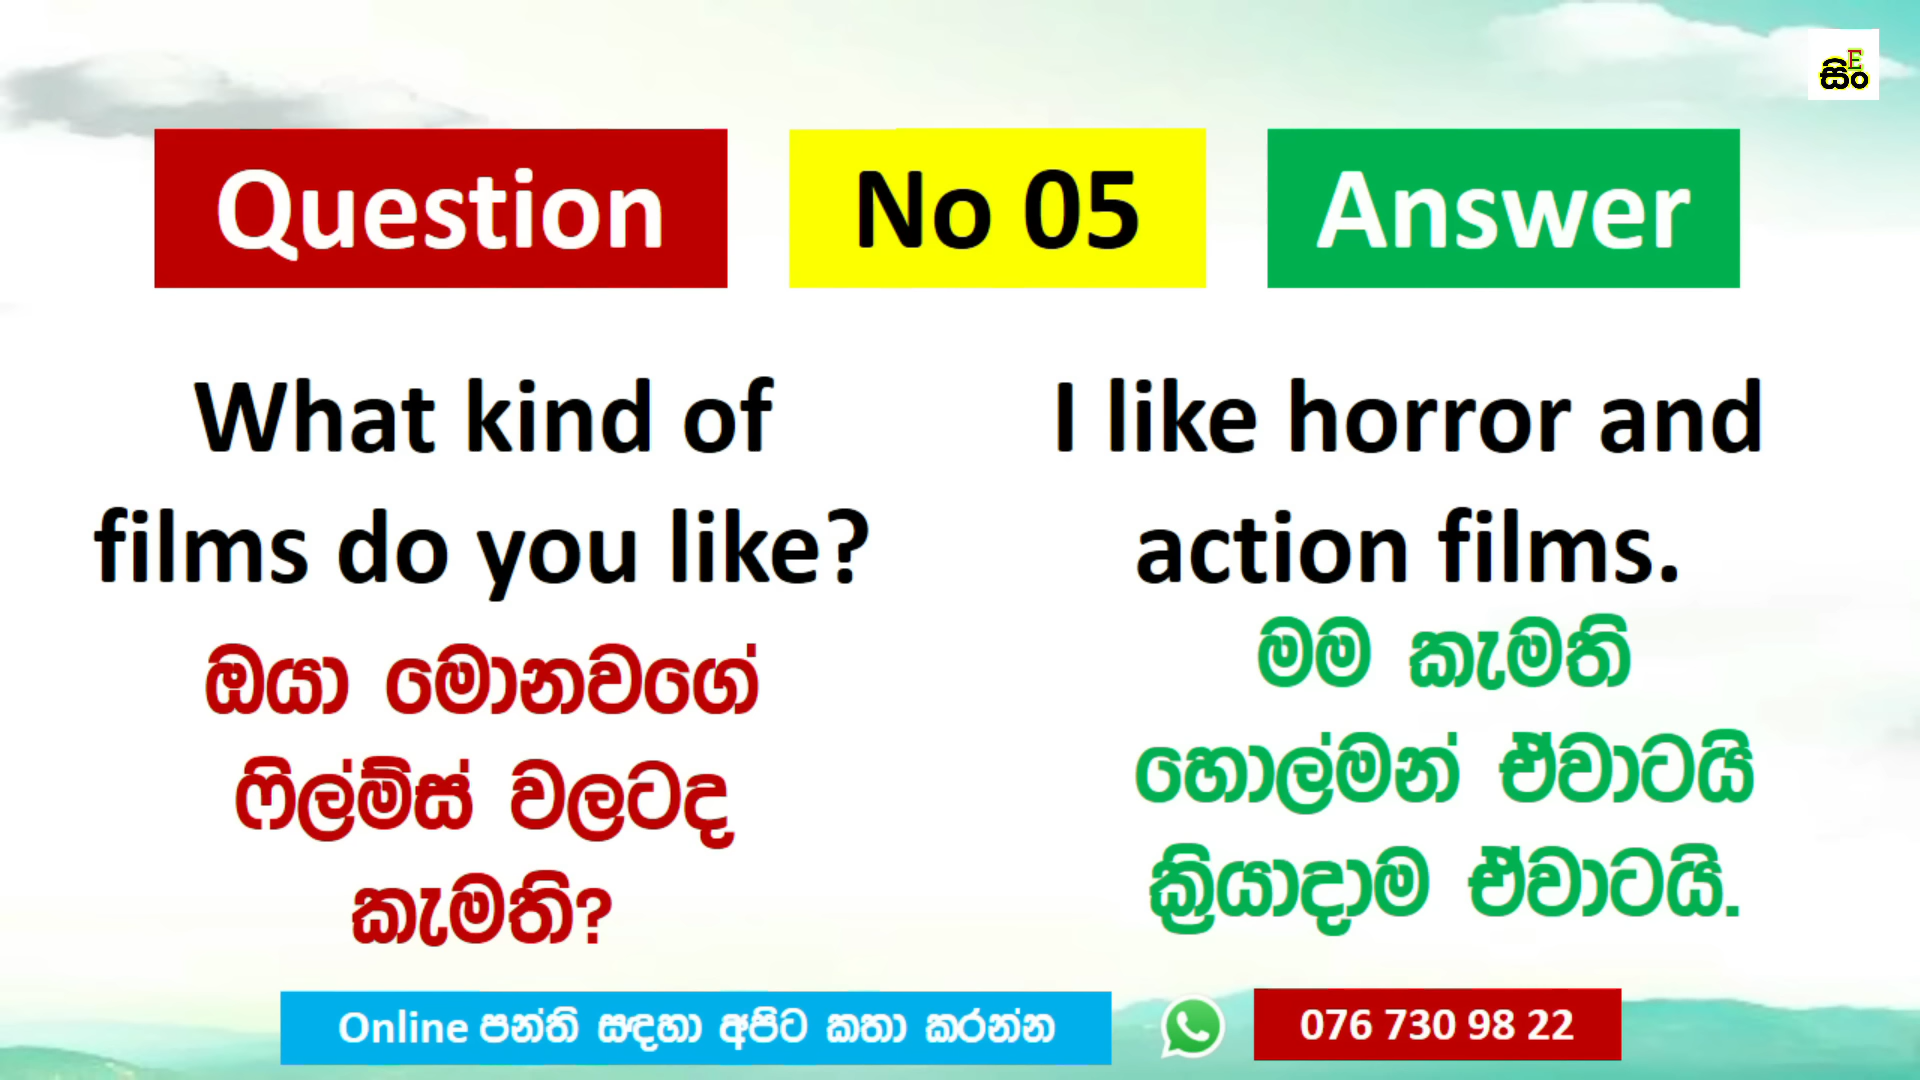 සිං
E
Question
No 05
Answer
What kind of
films do you like?
ඔයා මොනවගේ
ෆිල්ම්ස් වලටද
කැමති?
I like horror and
action films.
මම කැමති
හොල්මන් ඒවාටයි
ක්‍රියාදාම ඒවාටයි.
Online පන්ති සඳහා අපිට කතා කරන්න
076 730 98 22